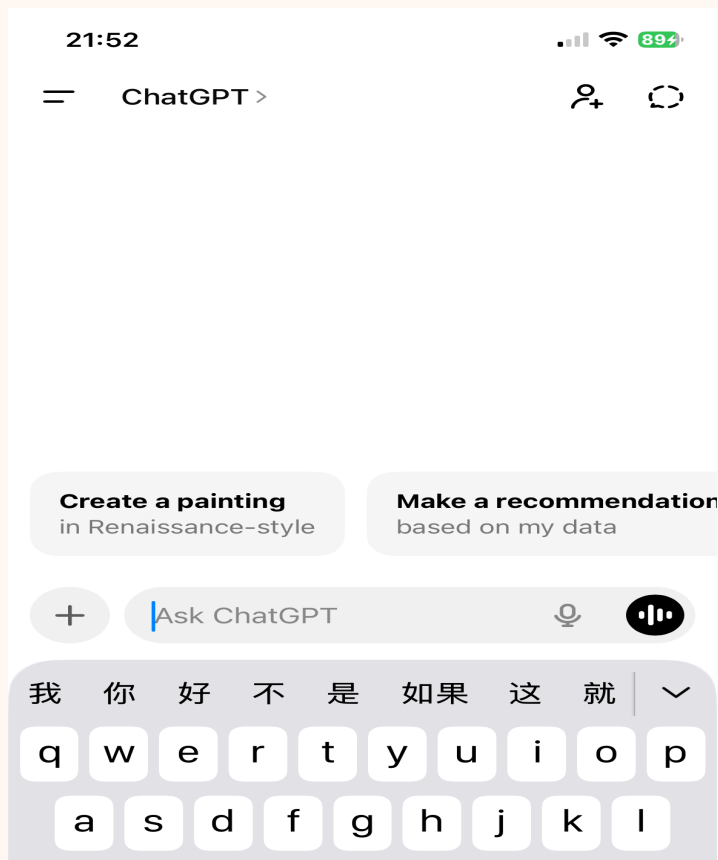 21:52
89
ChatGPT >
Create a painting
in Renaissance-style
Make a recommendation
based on my data
Ask ChatGPT
我 你 好 不 是 如果 这 就
q w e r t y u i o p
a s d f g h j k l